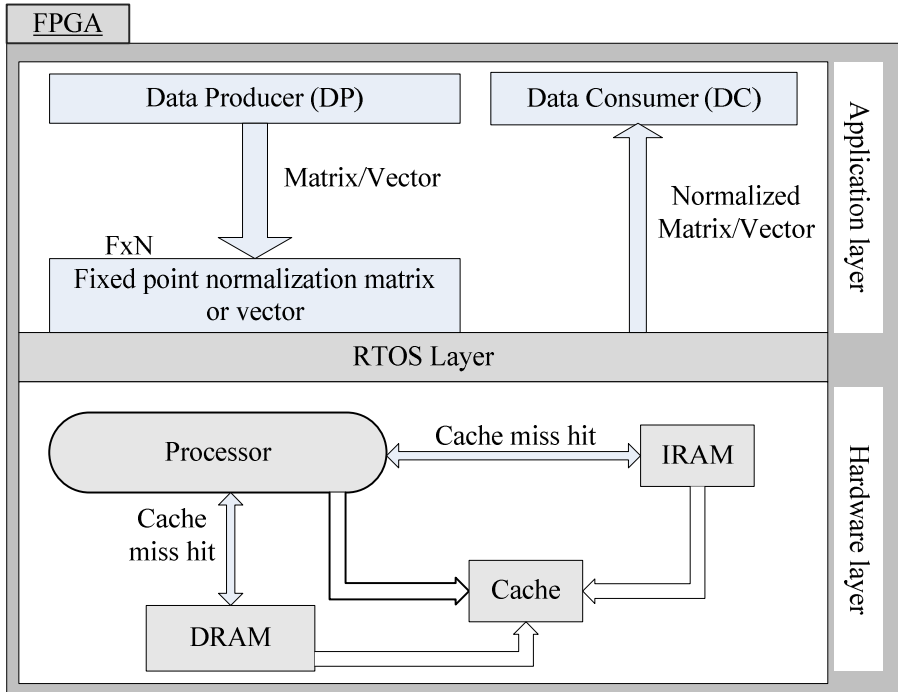 FPGA
Data Producer (DP)
Data Consumer (DC)
Matrix/Vector
Normalized
Matrix/Vector
FxN
Fixed point normalization matrix
or vector
Application layer
RTOS Layer
Processor
Cache miss hit
IRAM
Cache
miss hit
Cache
DRAM
Hardware layer